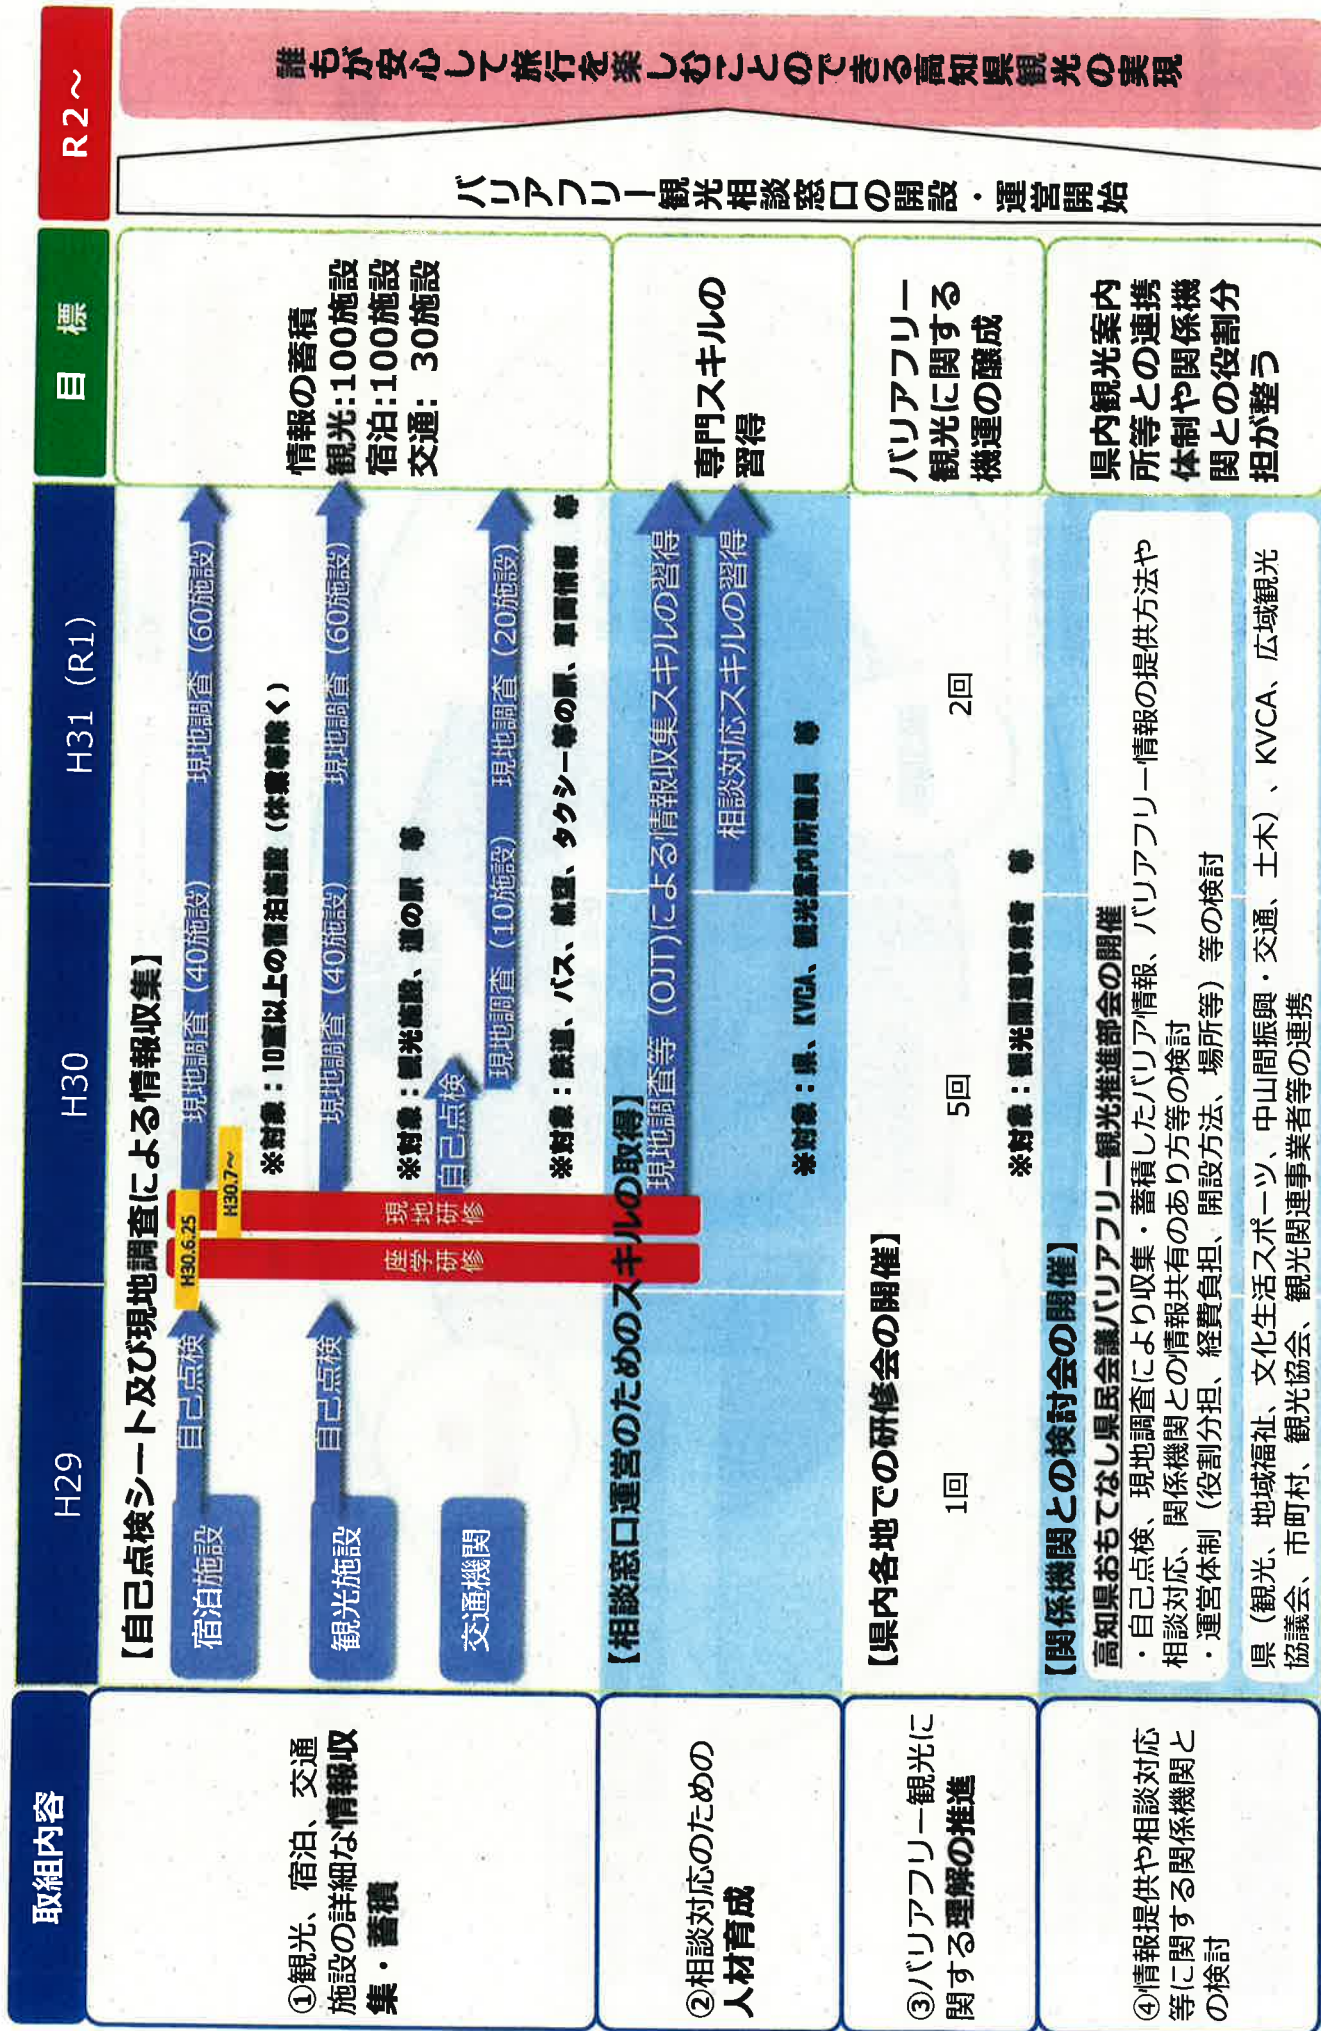 取組内容
H29
H30
H31（R1）
目　標
R2～
①観光、宿泊、交通
施設の詳細な情報収
集・蓄積
【自己点検シート及び現地調査による情報収集】
宿泊施設
自己点検
H30.6.25
H30.7～
現地調査（40施設）
現地調査（60施設）
※対象：10室以上の宿泊施設（休業等除く）
観光施設
自己点検
現地調査（40施設）
現地調査（60施設）
※対象：観光施設、道の駅　等
交通機関
座学研修
現地研修
自己点検
現地調査（10施設）
現地調査（20施設）
※対象：鉄道、バス、航空、タクシー等の駅、車両情報　等
情報の蓄積
観光：100施設
宿泊：100施設
交通：30施設
②相談対応のための
人材育成
【相談窓口運営のためのスキルの取得】
現地調査等（OJT）による情報収集スキルの習得
相談対応スキルの習得
※対象：県、KVCA、観光案内所職員　等
専門スキルの
習得
③バリアフリー観光に
関する理解の推進
【県内各地での研修会の開催】
1回
5回
2回
※対象：観光関連事業者　等
バリアフリー
観光に関する
機運の醸成
④情報提供や相談対応
等に関する関係機関と
の検討
【関係機関との検討会の開催】
高知県おもてなし県民会議バリアフリー観光推進部会の開催
・自己点検、現地調査により収集・蓄積したバリア情報、バリアフリー情報の提供方法や
相談対応、関係機関との情報共有のあり方等の検討
・運営体制（役割分担、経費負担、開設方法、場所等）等の検討
県（観光、地域福祉、文化生活スポーツ、中山間振興・交通、土木）、KVCA、広域観光
協議会、市町村、観光協会、観光関連事業者等の連携
県内観光案内
所等との連携
体制や関係機
関との役割分
担が整う
バリアフリー観光相談窓口の開設・運営開始
誰もが安心して旅行を楽しむことのできる高知県観光の実現